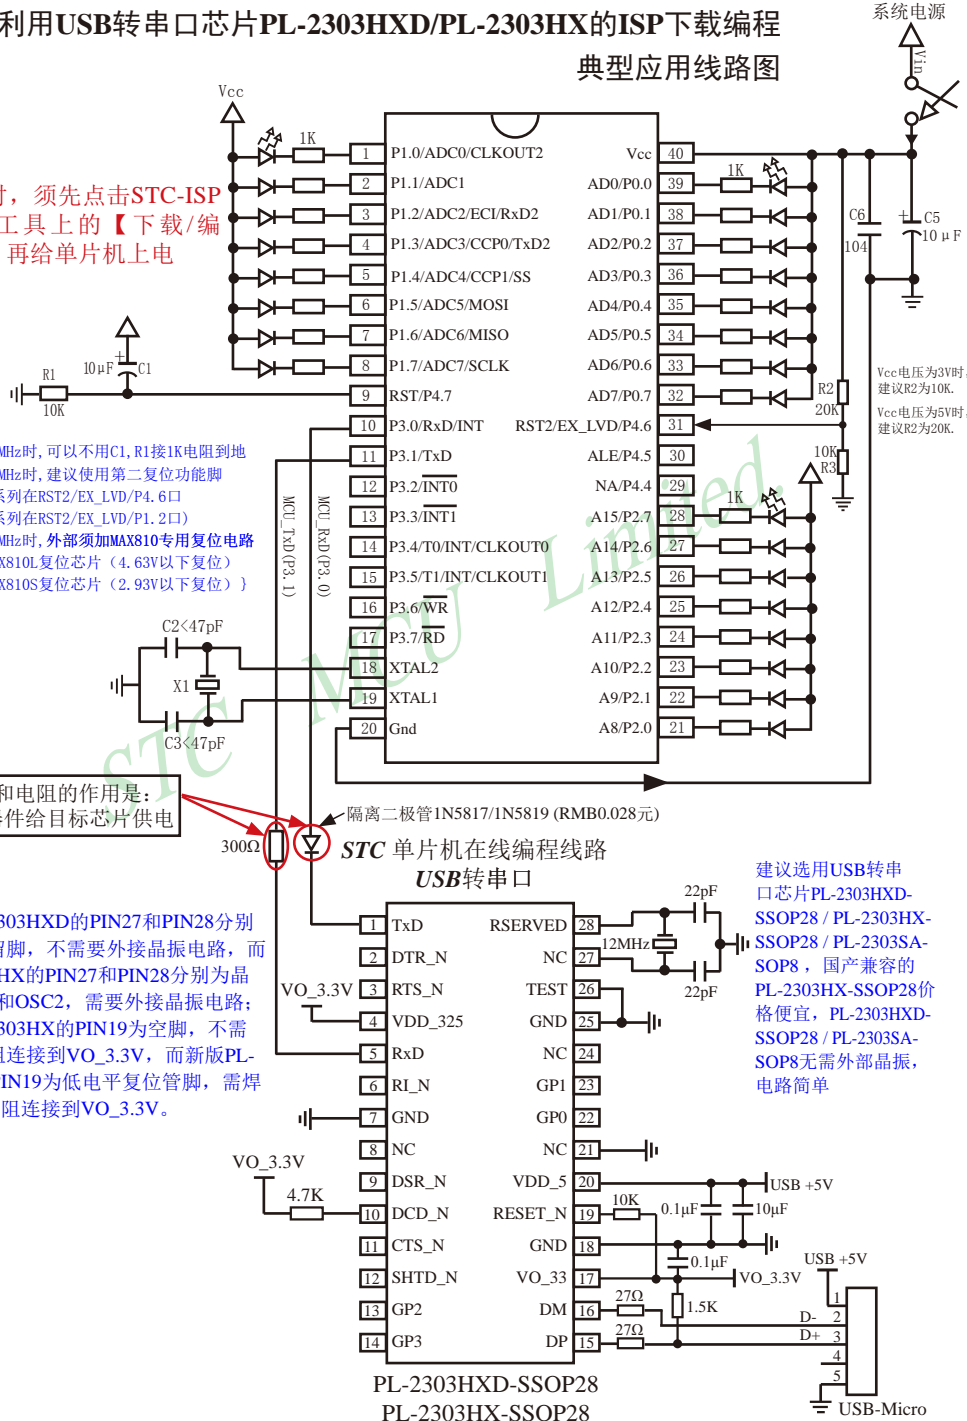 利用USB转串口芯片PL-2303HXD/PL-2303HX的ISP下载编程
典型应用线路图
系统电源
Vin
Vcc
1K
时，须先点击STC-ISP
工具上的【下载/编
再给单片机上电
1 P1.0/ADC0/CLKOUT2
2 P1.1/ADC1
3 P1.2/ADC2/ECI/RxD2
4 P1.3/ADC3/CCP0/TxD2
5 P1.4/ADC4/CCP1/SS
6 P1.5/ADC5/MOSI
7 P1.6/ADC6/MISO
8 P1.7/ADC7/SCLK
9 RST/P4.7
10 P3.0/RxD/INT
11 P3.1/TxD
12 P3.2/INT0
13 P3.3/INT1
14 P3.4/T0/INT/CLKOUT0
15 P3.5/T1/INT/CLKOUT1
16 P3.6/WR
17 P3.7/RD
18 XTAL2
19 XTAL1
20 Gnd
Vcc 40
AD0/P0.0 39
AD1/P0.1 38
AD2/P0.2 37
AD3/P0.3 36
AD4/P0.4 35
AD5/P0.5 34
AD6/P0.6 33
AD7/P0.7 32
RST2/EX_LVD/P4.6 31
ALE/P4.5 30
NA/P4.4 29
A15/P2.7 28
A14/P2.6 27
A13/P2.5 26
A12/P2.4 25
A11/P2.3 24
A10/P2.2 23
A9/P2.1 22
A8/P2.0 21
1K
C6
104
+
C5
10μF
10μF
+
C1
R1
10K
R2
20K
10K
R3
1K
Vcc电压为3V时,
建议R2为10K.
Vcc电压为5V时,
建议R2为20K.
MHz时,可以不用C1,R1接1K电阻到地
MHz时,建议使用第二复位功能脚
系列在RST2/EX_LVD/P4.6口
系列在RST2/EX_LVD/P1.2口)
MHz时,外部须加MAX810专用复位电路
X810L复位芯片（4.63V以下复位）
X810S复位芯片（2.93V以下复位）}
MCU_TxD(P3.1)
MCU_RxD(P3.0)
C2<47pF
X1
C3<47pF
STC MCU Limited.
和电阻的作用是：
器件给目标芯片供电
300Ω
隔离二极管1N5817/1N5819 (RMB0.028元)
STC 单片机在线编程线路
USB转串口
建议选用USB转串
口芯片PL-2303HXD-
SSOP28 / PL-2303HX-
SSOP28 / PL-2303SA-
SOP8，国产兼容的
PL-2303HX-SSOP28价
格便宜，PL-2303HXD-
SSOP28 / PL-2303SA-
SOP8无需外部晶振，
电路简单
303HXD的PIN27和PIN28分别
留脚，不需要外接晶振电路，而
HX的PIN27和PIN28分别为晶
和OSC2，需要外接晶振电路；
303HX的PIN19为空脚，不需
阻连接到VO_3.3V，而新版PL-
PIN19为低电平复位管脚，需焊
阻连接到VO_3.3V。
22pF
12MHz
22pF
VO_3.3V
1 TxD
2 DTR_N
3 RTS_N
4 VDD_325
5 RxD
6 RI_N
7 GND
8 NC
9 DSR_N
10 DCD_N
11 CTS_N
12 SHTD_N
13 GP2
14 GP3
RSERVED 28
NC 27
TEST 26
GND 25
NC 24
GP1 23
GP0 22
NC 21
VDD_5 20
RESET_N 19
GND 18
VO_33 17
DM 16
DP 15
VO_3.3V
4.7K
USB +5V
10K
0.1μF
10μF
0.1μF
VO_3.3V
USB +5V
27Ω
1.5K
27Ω
D-
D+
1
2
3
4
5
USB-Micro
PL-2303HXD-SSOP28
PL-2303HX-SSOP28